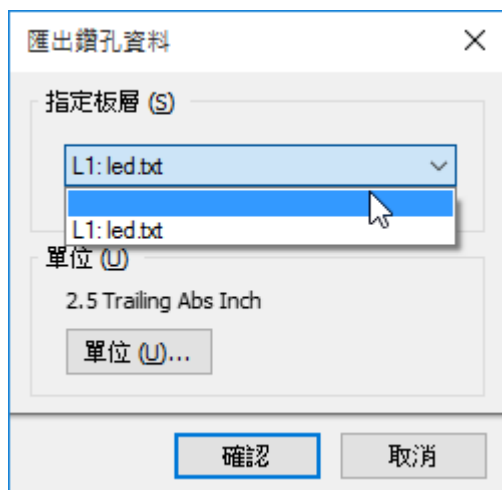 匯出鑽孔資料
指定板層 (S)
L1: led.txt
L1: led.txt
單位 (U)
2.5 Trailing Abs Inch
單位 (U)...
確認
取消